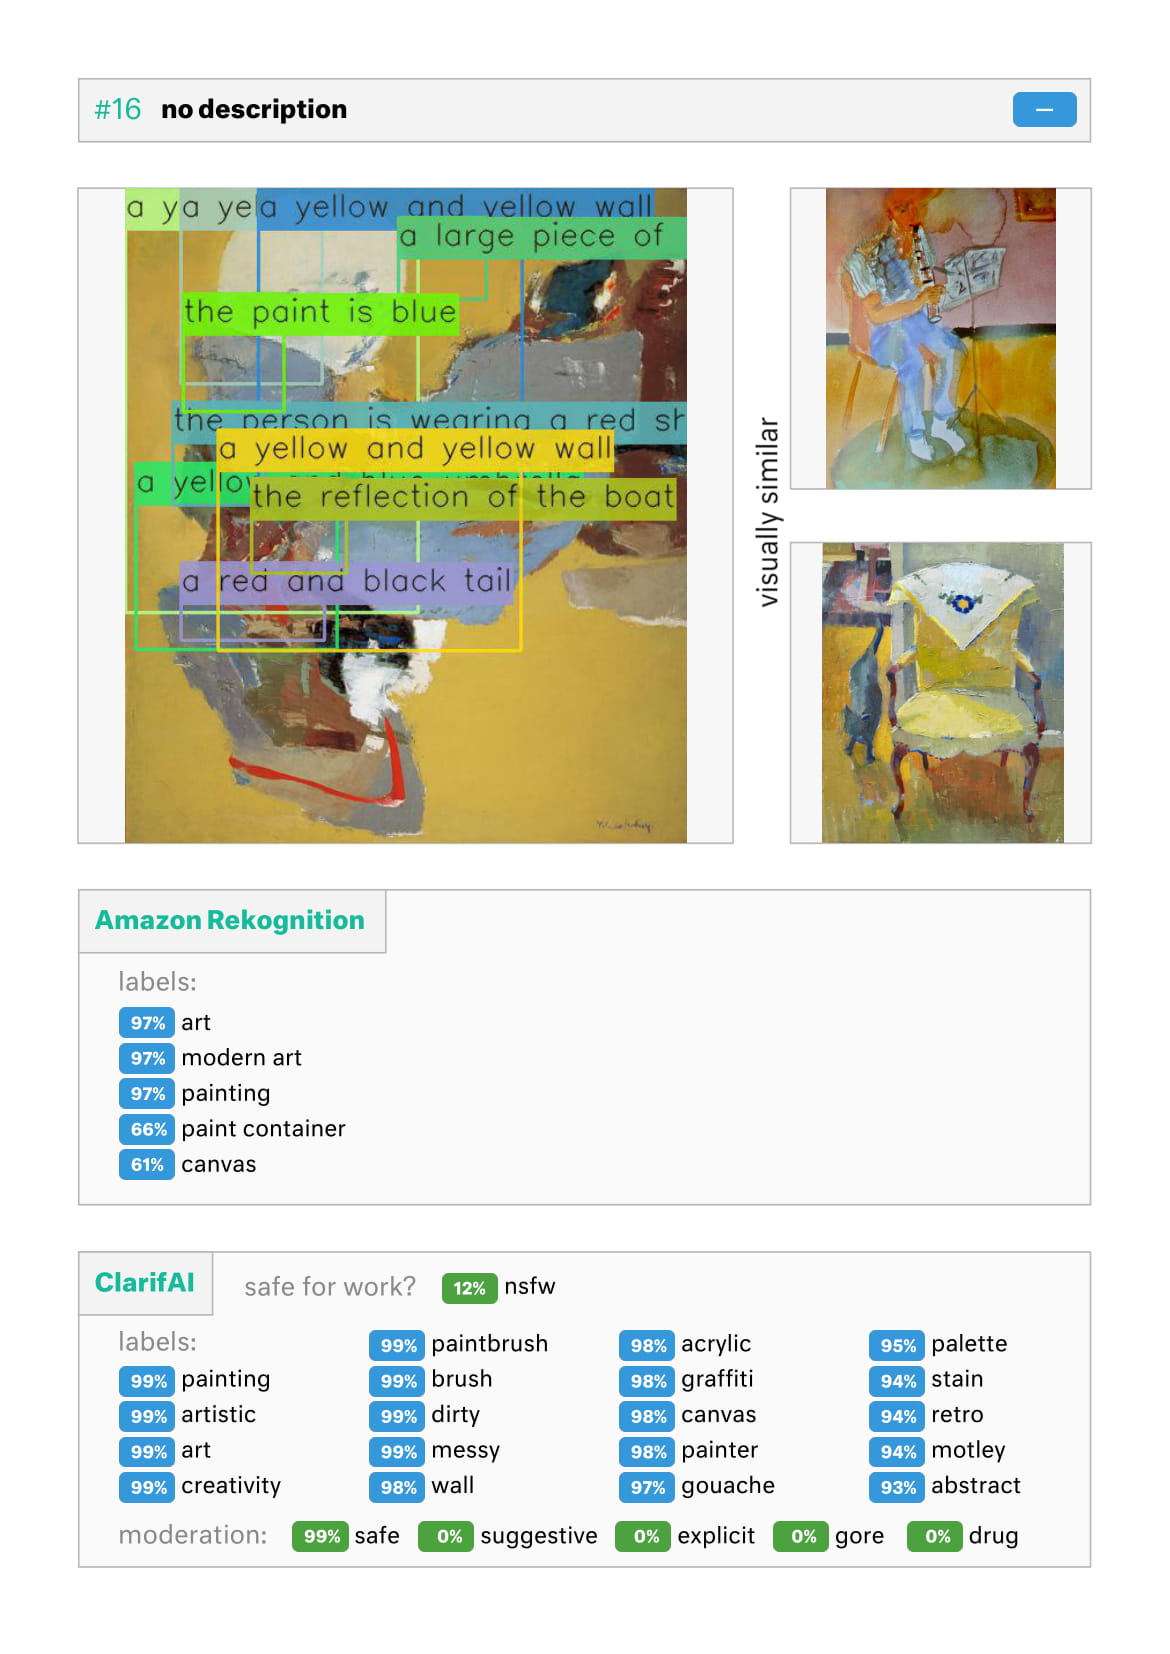 #16 no description
–
a ya yela yellow and yellow wall
a large piece of
the paint is blue
the person is wearing a red sh
a yellow and yellow wall
a yellow and blue umbrella
the reflection of the boat
a red and black tail
visually similar
Amazon Rekognition
labels:
97% art
97% modern art
97% painting
66% paint container
61% canvas
ClarifAI safe for work? 12% nsfw
labels:
99% painting
99% artistic
99% art
99% creativity
99% paintbrush
99% brush
99% dirty
99% messy
98% wall
98% acrylic
98% graffiti
98% canvas
98% painter
97% gouache
95% palette
94% stain
94% retro
94% motley
93% abstract
moderation: 99% safe 0% suggestive 0% explicit 0% gore 0% drug